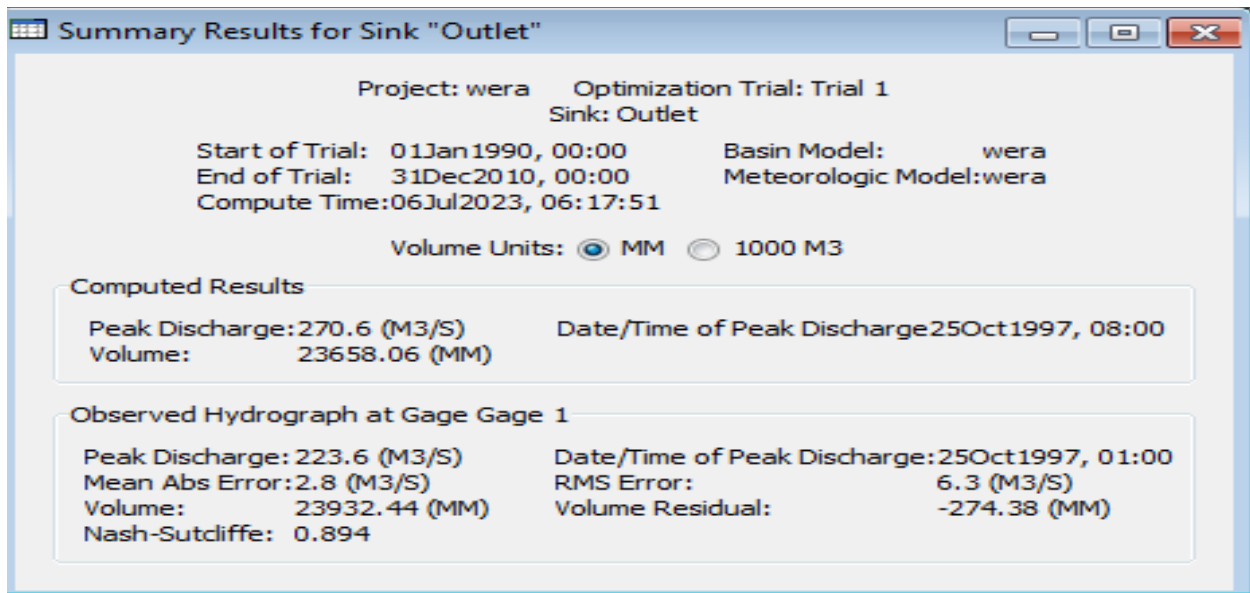 Summary Results for Sink "Outlet"
Project: wera Optimization Trial: Trial 1
Sink: Outlet
Start of Trial: 01Jan1990, 00:00 Basin Model: wera
End of Trial: 31Dec2010, 00:00 Meteorologic Model:wera
Compute Time:06Jul2023, 06:17:51
Volume Units: MM 1000 M3
Computed Results
Peak Discharge:270.6 (M3/S) Date/Time of Peak Discharge25Oct1997, 08:00
Volume: 23658.06 (MM)
Observed Hydrograph at Gage Gage 1
Peak Discharge:223.6 (M3/S) Date/Time of Peak Discharge:25Oct1997, 01:00
Mean Abs Error:2.8 (M3/S) RMS Error: 6.3 (M3/S)
Volume: 23932.44 (MM) Volume Residual: -274.38 (MM)
Nash-Sutcliffe: 0.894